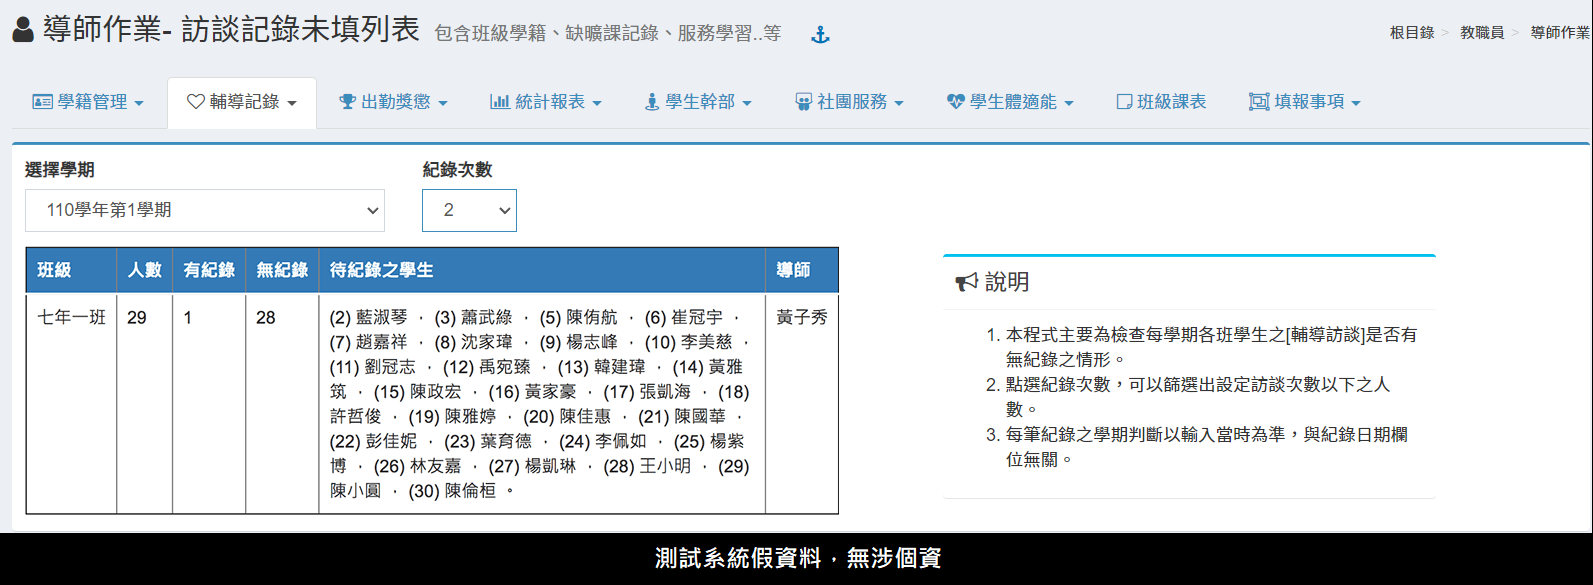 導師作業- 訪談記錄未填列表 包含班級學籍、缺曠課記錄、服務學習..等
根目錄 > 教職員 > 導師作業
學籍管理 輔導記錄 出勤獎懲 統計報表 學生幹部 社團服務 學生體適能 班級課表 填報事項
選擇學期 紀錄次數
110學年第1學期 2
班級 人數 有紀錄 無紀錄 待紀錄之學生 導師
七年一班 29 1 28 (2) 藍淑琴 , (3) 蕭武綠 , (5) 陳侑航 , (6) 崔冠宇 , 黃子秀
(7) 趙嘉祥 , (8) 沈家瑋 , (9) 楊志峰 , (10) 李美慈 ,
(11) 劉冠志 , (12) 禹宛臻 , (13) 韓建瑋 , (14) 黃雅
筑 , (15) 陳政宏 , (16) 黃家豪 , (17) 張凱海 , (18)
許哲俊 , (19) 陳雅婷 , (20) 陳佳惠 , (21) 陳國華 ,
(22) 彭佳妮 , (23) 葉育德 , (24) 李佩如 , (25) 楊紫
博 , (26) 林友嘉 , (27) 楊凱琳 , (28) 王小明 , (29)
陳小圓 , (30) 陳倫桓 。
說明
1. 本程式主要為檢查每學期各班學生之[輔導訪談]是否有
無紀錄之情形。
2. 點選紀錄次數，可以篩選出設定訪談次數以下之人
數。
3. 每筆紀錄之學期判斷以輸入當時為準，與紀錄日期欄
位無關。
測試系統假資料，無涉個資